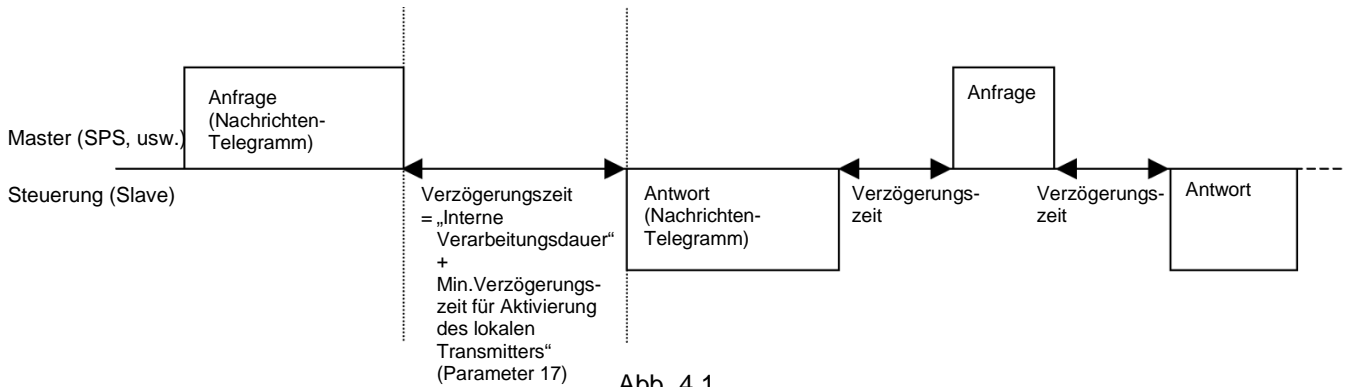 Anfrage
(Nachrichten-
Telegramm)
Anfrage
Master (SPS, usw.)
Steuerung (Slave)
Verzögerungszeit
= „Interne
Verarbeitungsdauer“
+
Min.Verzögerungs-
zeit für Aktivierung
des lokalen
Transmitters“
(Parameter 17)
Antwort
(Nachrichten-
Telegramm)
Verzögerungs-
zeit
Verzögerungs-
zeit
Antwort
Abb. 4.1